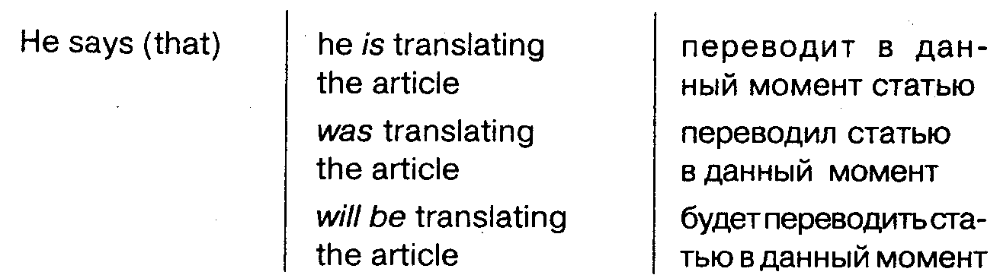 He says (that)
he is translating
the article
was translating
the article
will be translating
the article
переводит в дан-
ный момент статью
переводил статью
в данный момент
будет переводить ста-
тью в данный момент